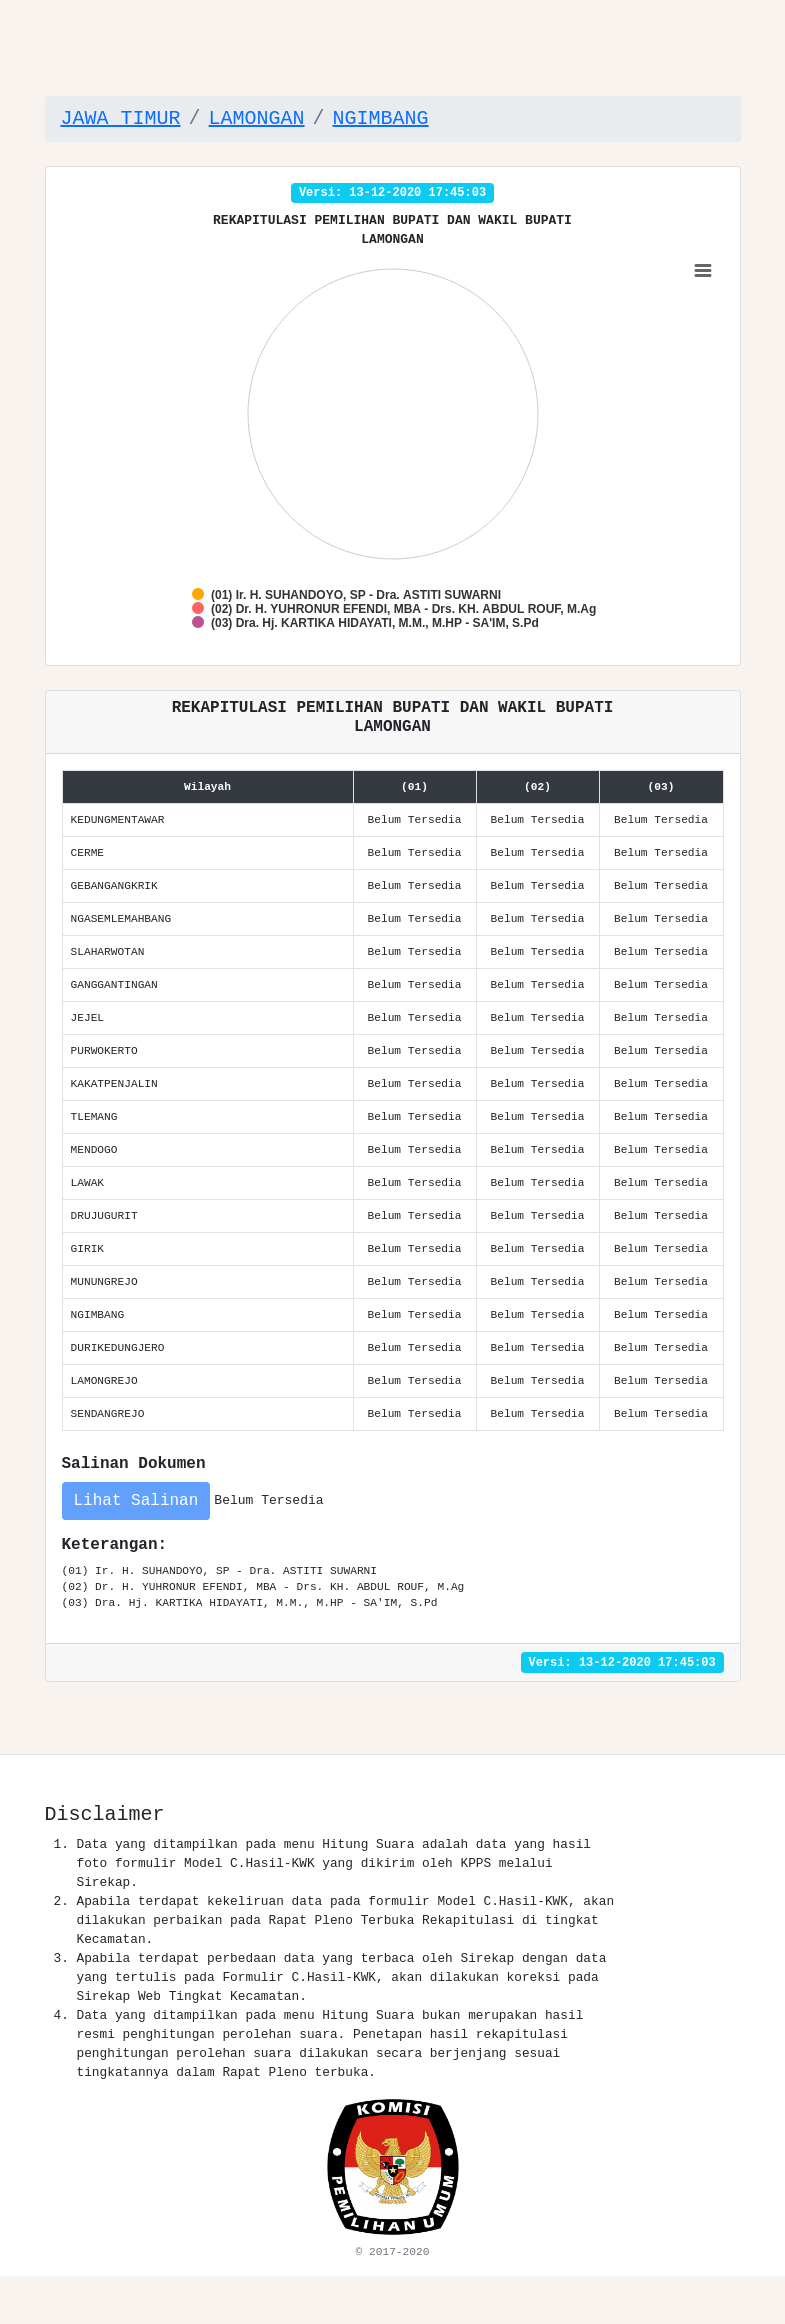 JAWA TIMUR / LAMONGAN / NGIMBANG
Versi: 13-12-2020 17:45:03
REKAPITULASI PEMILIHAN BUPATI DAN WAKIL BUPATI
LAMONGAN
(01) Ir. H. SUHANDOYO, SP - Dra. ASTITI SUWARNI
(02) Dr. H. YUHRONUR EFENDI, MBA - Drs. KH. ABDUL ROUF, M.Ag
(03) Dra. Hj. KARTIKA HIDAYATI, M.M., M.HP - SA'IM, S.Pd
REKAPITULASI PEMILIHAN BUPATI DAN WAKIL BUPATI
LAMONGAN
Wilayah (01) (02) (03)
KEDUNGMENTAWAR Belum Tersedia Belum Tersedia Belum Tersedia
CERME Belum Tersedia Belum Tersedia Belum Tersedia
GEBANGANGKRIK Belum Tersedia Belum Tersedia Belum Tersedia
NGASEMLEMAHBANG Belum Tersedia Belum Tersedia Belum Tersedia
SLAHARWOTAN Belum Tersedia Belum Tersedia Belum Tersedia
GANGGANTINGAN Belum Tersedia Belum Tersedia Belum Tersedia
JEJEL Belum Tersedia Belum Tersedia Belum Tersedia
PURWOKERTO Belum Tersedia Belum Tersedia Belum Tersedia
KAKATPENJALIN Belum Tersedia Belum Tersedia Belum Tersedia
TLEMANG Belum Tersedia Belum Tersedia Belum Tersedia
MENDOGO Belum Tersedia Belum Tersedia Belum Tersedia
LAWAK Belum Tersedia Belum Tersedia Belum Tersedia
DRUJUGURIT Belum Tersedia Belum Tersedia Belum Tersedia
GIRIK Belum Tersedia Belum Tersedia Belum Tersedia
MUNUNGREJO Belum Tersedia Belum Tersedia Belum Tersedia
NGIMBANG Belum Tersedia Belum Tersedia Belum Tersedia
DURIKEDUNGJERO Belum Tersedia Belum Tersedia Belum Tersedia
LAMONGREJO Belum Tersedia Belum Tersedia Belum Tersedia
SENDANGREJO Belum Tersedia Belum Tersedia Belum Tersedia
Salinan Dokumen
Lihat Salinan Belum Tersedia
Keterangan:
(01) Ir. H. SUHANDOYO, SP - Dra. ASTITI SUWARNI
(02) Dr. H. YUHRONUR EFENDI, MBA - Drs. KH. ABDUL ROUF, M.Ag
(03) Dra. Hj. KARTIKA HIDAYATI, M.M., M.HP - SA'IM, S.Pd
Versi: 13-12-2020 17:45:03
Disclaimer
1. Data yang ditampilkan pada menu Hitung Suara adalah data yang hasil
foto formulir Model C.Hasil-KWK yang dikirim oleh KPPS melalui
Sirekap.
2. Apabila terdapat kekeliruan data pada formulir Model C.Hasil-KWK, akan
dilakukan perbaikan pada Rapat Pleno Terbuka Rekapitulasi di tingkat
Kecamatan.
3. Apabila terdapat perbedaan data yang terbaca oleh Sirekap dengan data
yang tertulis pada Formulir C.Hasil-KWK, akan dilakukan koreksi pada
Sirekap Web Tingkat Kecamatan.
4. Data yang ditampilkan pada menu Hitung Suara bukan merupakan hasil
resmi penghitungan perolehan suara. Penetapan hasil rekapitulasi
penghitungan perolehan suara dilakukan secara berjenjang sesuai
tingkatannya dalam Rapat Pleno terbuka.
KOMISI
PEMILIHAN UMUM
© 2017-2020